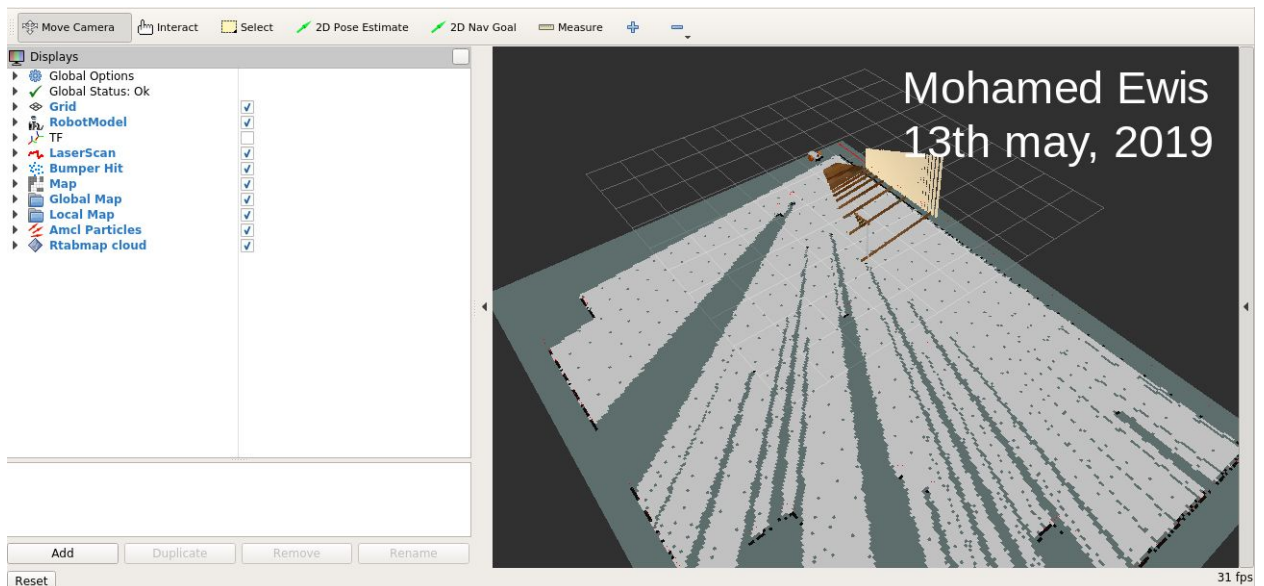 Move Camera Interact Select 2D Pose Estimate 2D Nav Goal Measure
Displays
Global Options
Global Status: Ok
Grid
RobotModel
TF
LaserScan
Bumper Hit
Map
Global Map
Local Map
Amcl Particles
Rtabmap cloud
Mohamed Ewis
13th may, 2019
Add Duplicate Remove Rename
Reset
31 fps